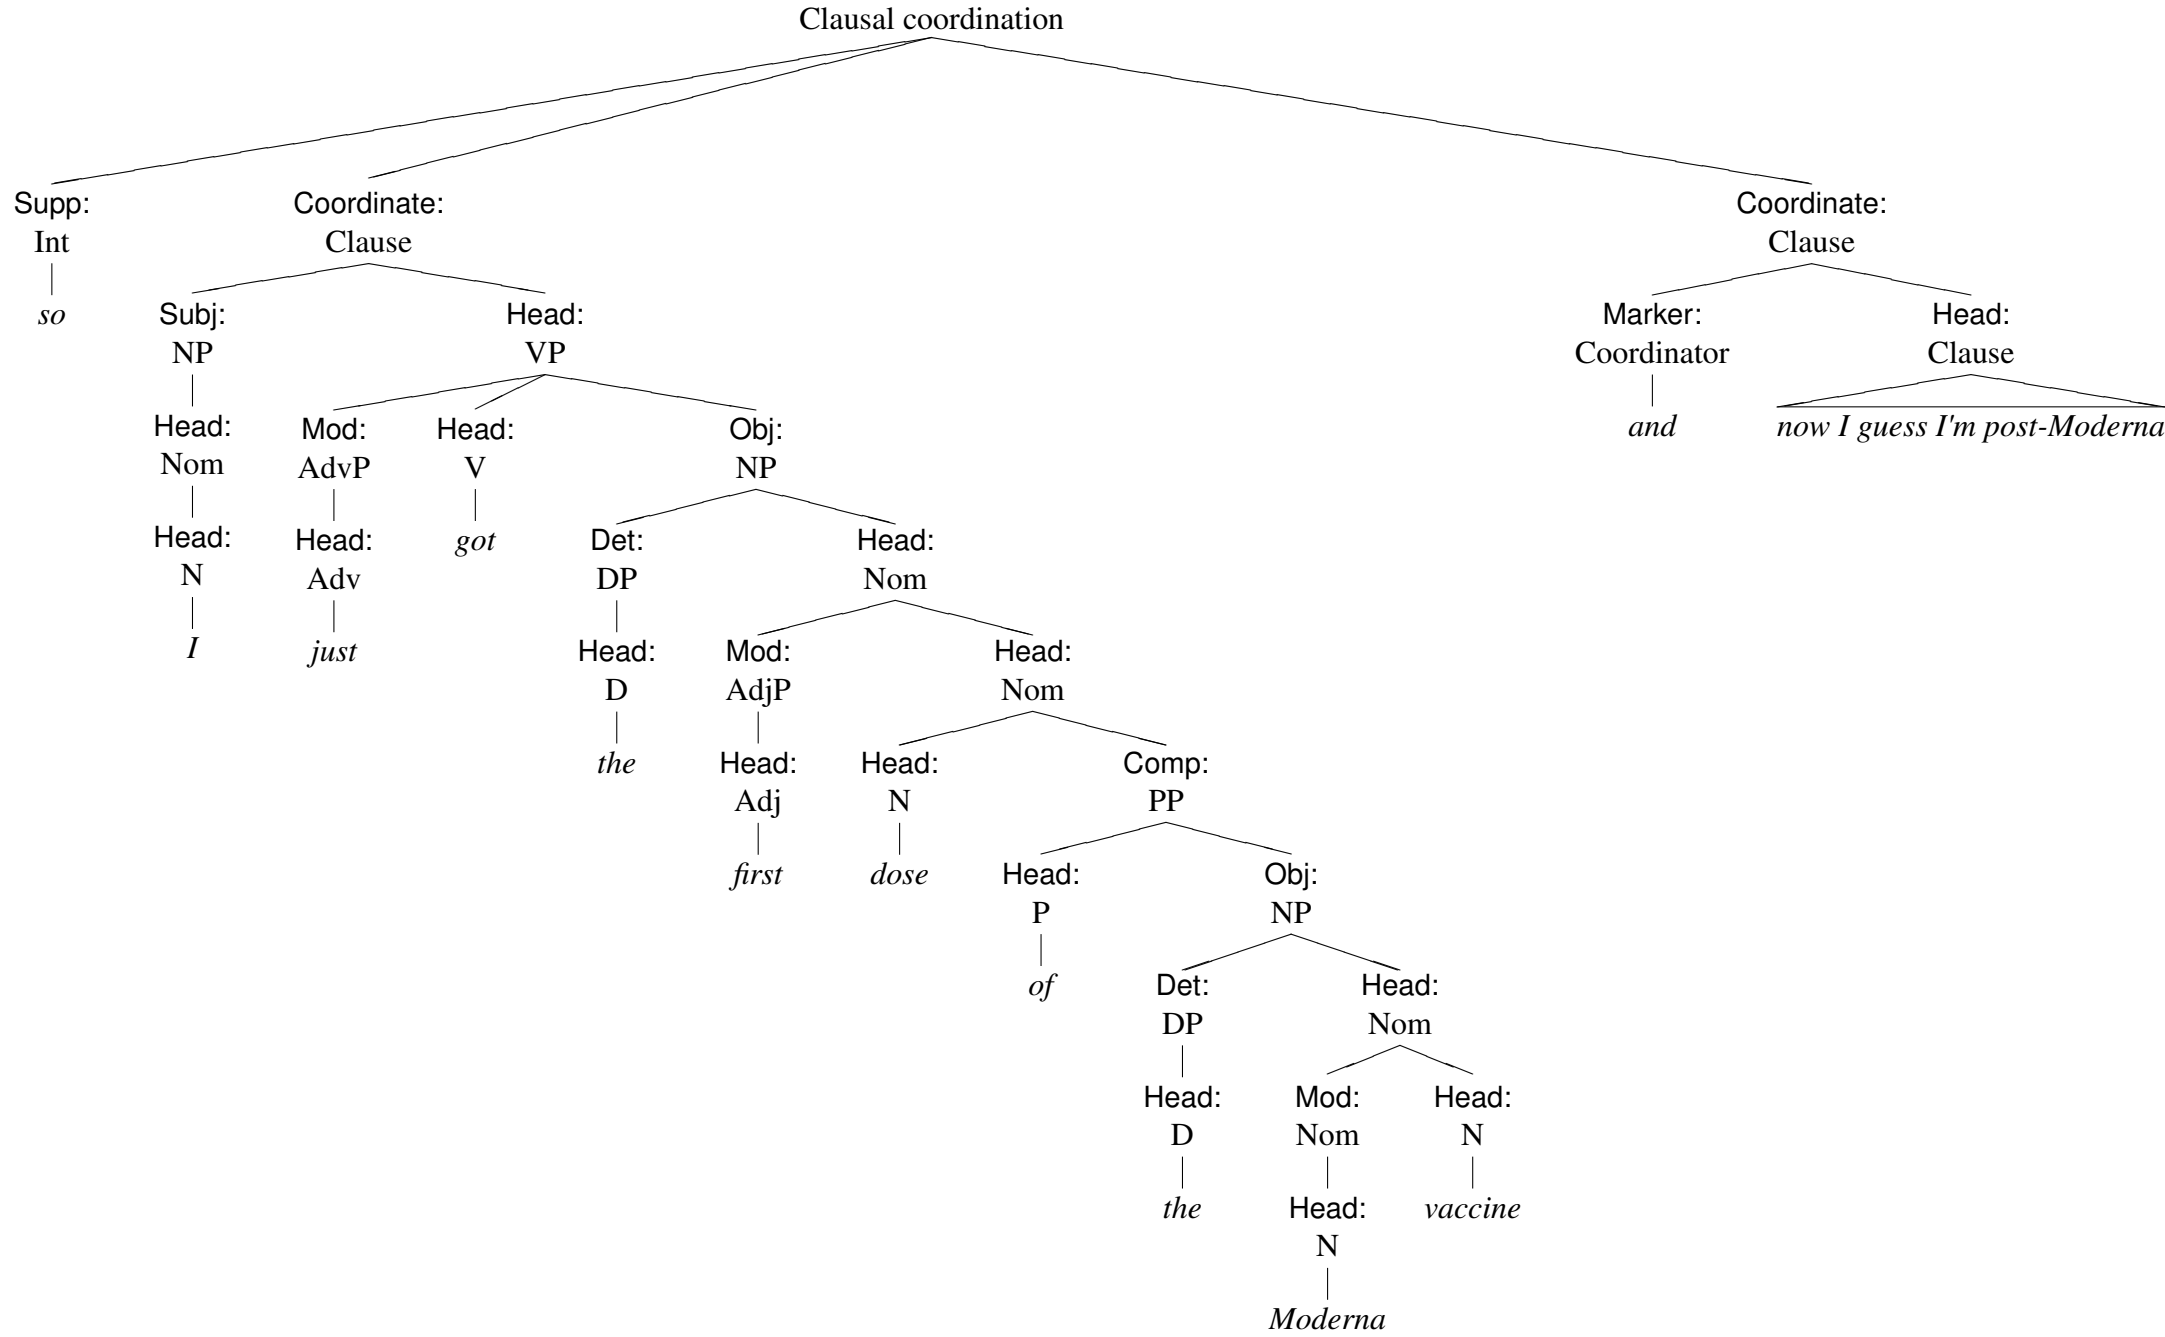 Clausal coordination
Supp: Coordinate: Coordinate:
Int Clause Clause
so Subj: Head: Marker: Head:
NP VP Coordinator Clause
Head: Mod: Head: Obj: and now I guess I'm post-Moderna
Nom AdvP V NP
Head: Head: got Det: Head:
N Adv DP Nom
I just Head: Mod: Head:
D AdjP Nom
the Head: Head: Comp:
Adj N PP
first dose Head: Obj:
P NP
of Det: Head:
DP Nom
Head: Mod: Head:
D Nom N
the Head: vaccine
N
Moderna